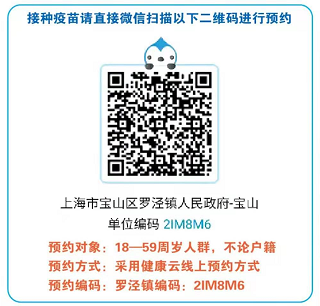 接种疫苗请直接微信扫描以下二维码进行预约
上海市宝山区罗泾镇人民政府-宝山
单位编码 2IM8M6
预约对象：18—59周岁人群，不论户籍
预约方式：采用健康云线上预约方式
预约编码：罗泾镇编码：2IM8M6